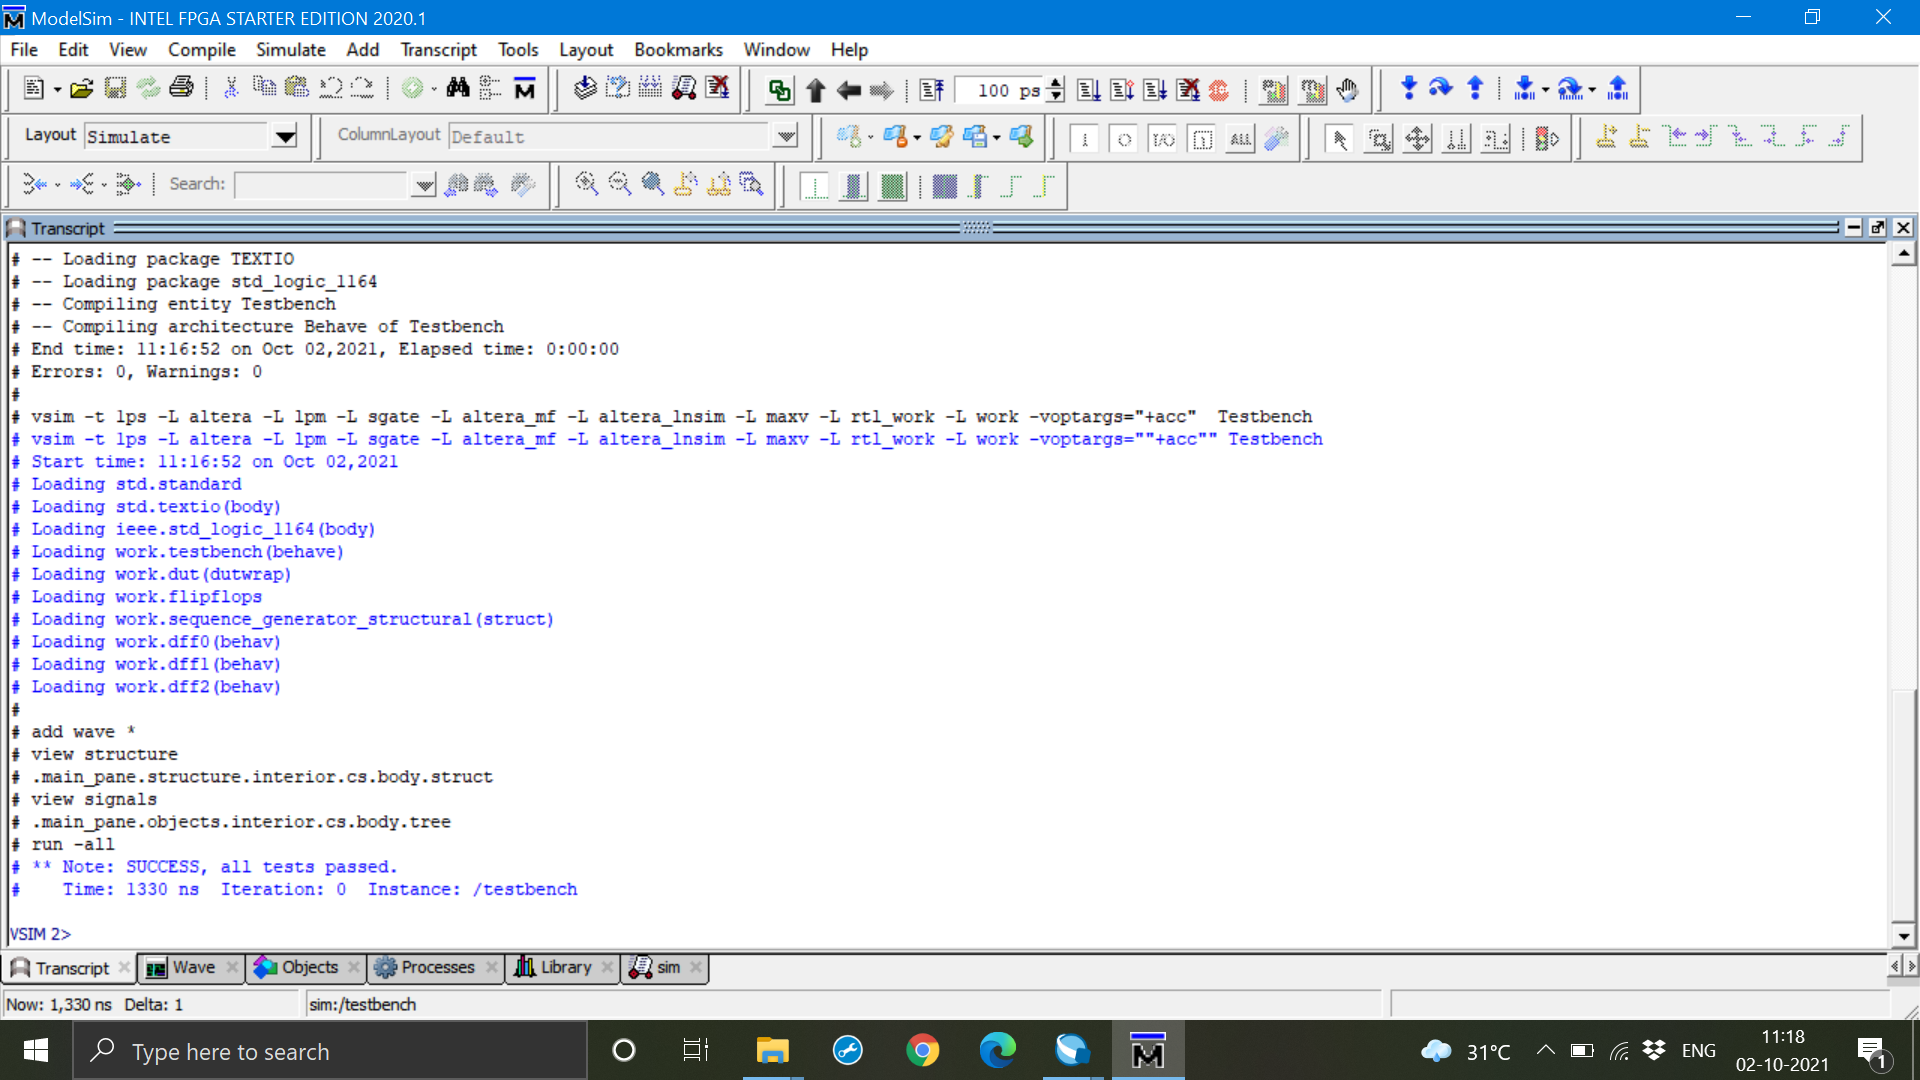 ModelSim - INTEL FPGA STARTER EDITION 2020.1
File Edit View Compile Simulate Add Transcript Tools Layout Bookmarks Window Help
100 ps
Layout Simulate ColumnLayout Default
ALL
Search:
Transcript
# -- Loading package TEXTIO
# -- Loading package std_logic_1164
# -- Compiling entity Testbench
# -- Compiling architecture Behave of Testbench
# End time: 11:16:52 on Oct 02,2021, Elapsed time: 0:00:00
# Errors: 0, Warnings: 0
#
# vsim -t 1ps -L altera -L lpm -L sgate -L altera_mf -L altera_lnsim -L maxv -L rtl_work -L work -voptargs="+acc"  Testbench
# vsim -t 1ps -L altera -L lpm -L sgate -L altera_mf -L altera_lnsim -L maxv -L rtl_work -L work -voptargs=""+acc"" Testbench
# Start time: 11:16:52 on Oct 02,2021
# Loading std.standard
# Loading std.textio(body)
# Loading ieee.std_logic_1164(body)
# Loading work.testbench(behave)
# Loading work.dut(dutwrap)
# Loading work.flipflops
# Loading work.sequence_generator_structural(struct)
# Loading work.dff0(behav)
# Loading work.dff1(behav)
# Loading work.dff2(behav)
#
# add wave *
# view structure
# .main_pane.structure.interior.cs.body.struct
# view signals
# .main_pane.objects.interior.cs.body.tree
# run -all
# ** Note: SUCCESS, all tests passed.
#    Time: 1330 ns  Iteration: 0  Instance: /testbench
VSIM 2>
Transcript Wave Objects Processes Library sim
Now: 1,330 ns Delta: 1 sim:/testbench
Type here to search
31°C ENG 11:18
02-10-2021
1